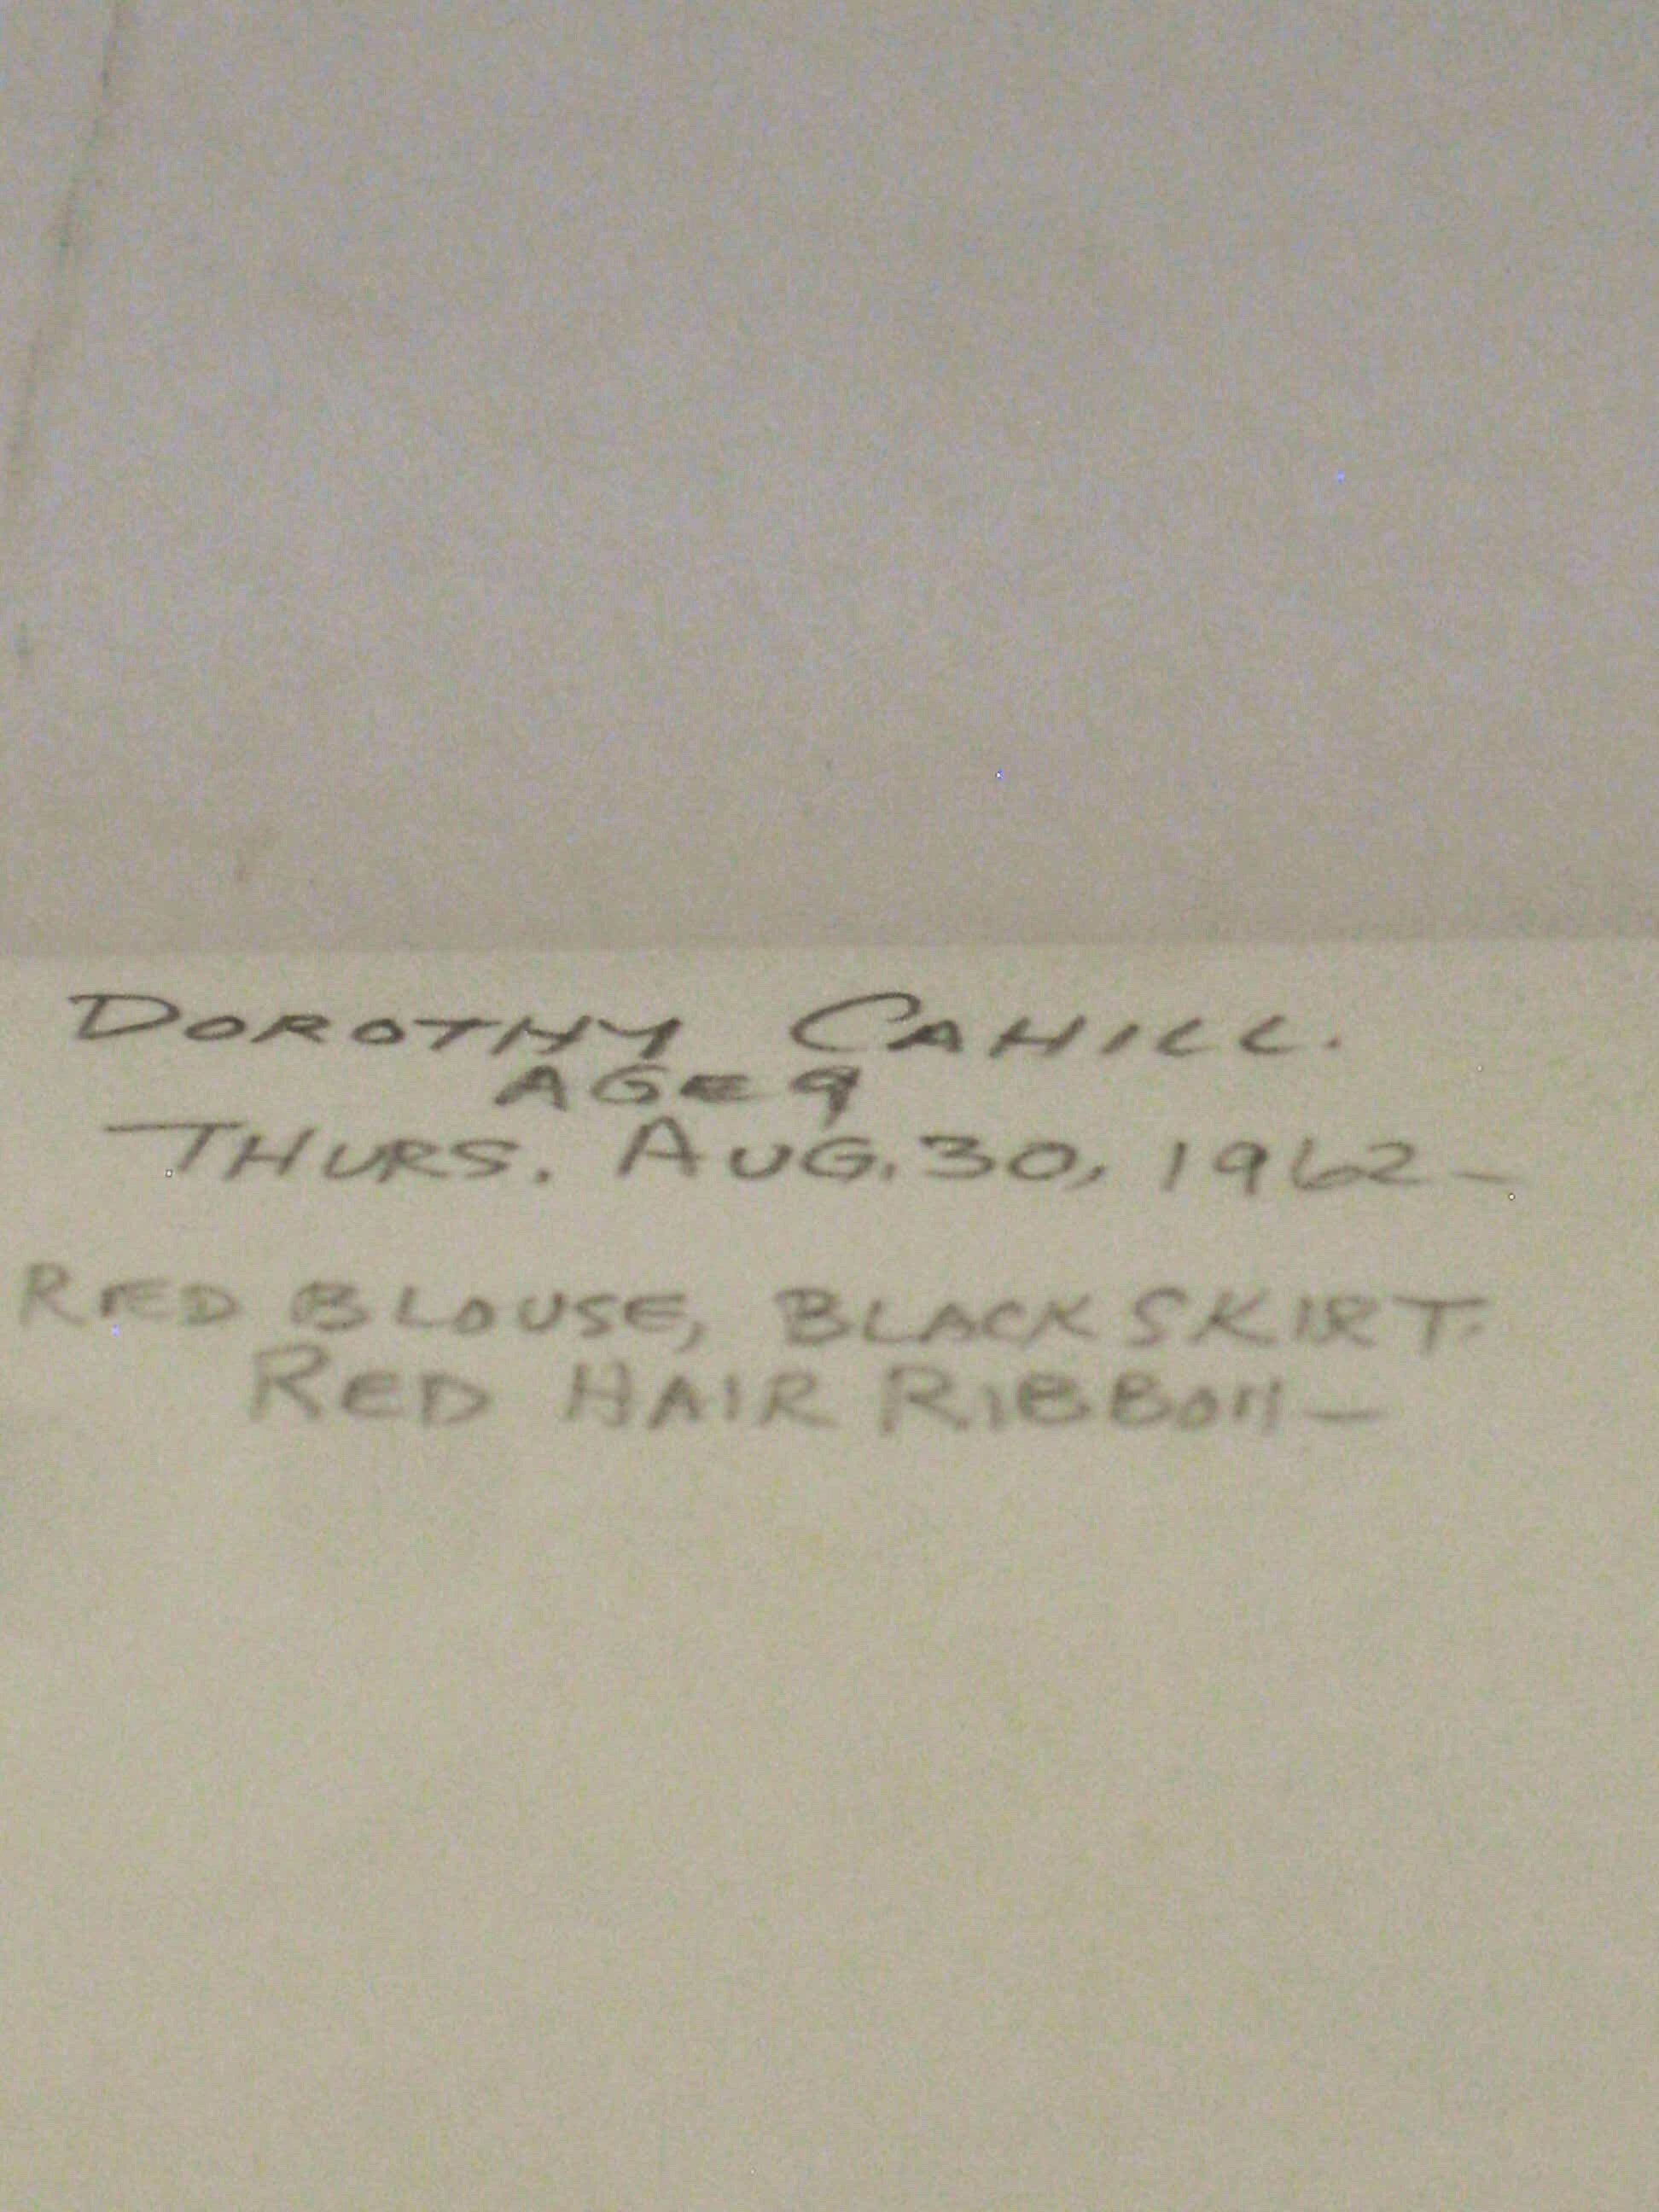 DOROTHY CAHILL.
AGE 9
THURS. AUG. 30, 1962-
RED BLOUSE, BLACK SKIRT.
RED HAIR RIBBON-